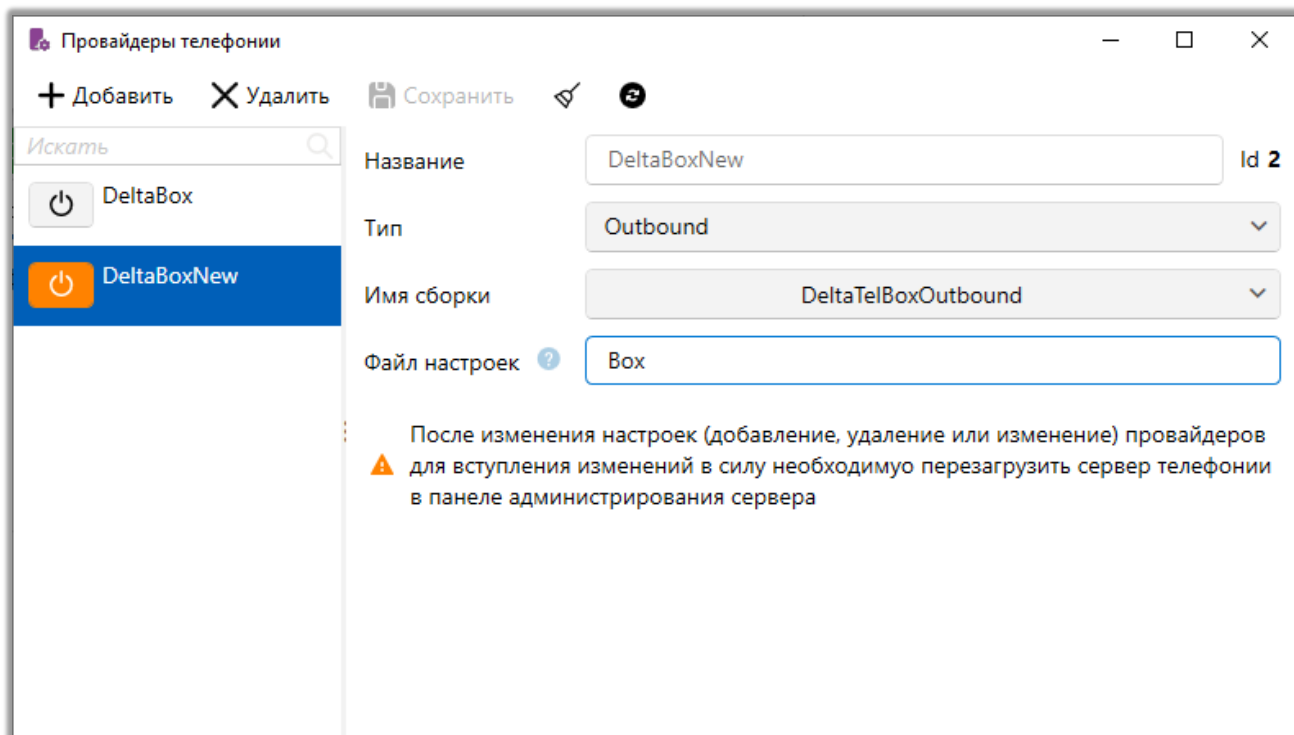 Провайдеры телефонии
Добавить Удалить Сохранить
Искать
DeltaBox
DeltaBoxNew
Название DeltaBoxNew Id 2
Тип Outbound
Имя сборки DeltaTelBoxOutbound
Файл настроек ? Box
После изменения настроек (добавление, удаление или изменение) провайдеров
для вступления изменений в силу необходимуо перезагрузить сервер телефонии
в панеле администрирования сервера